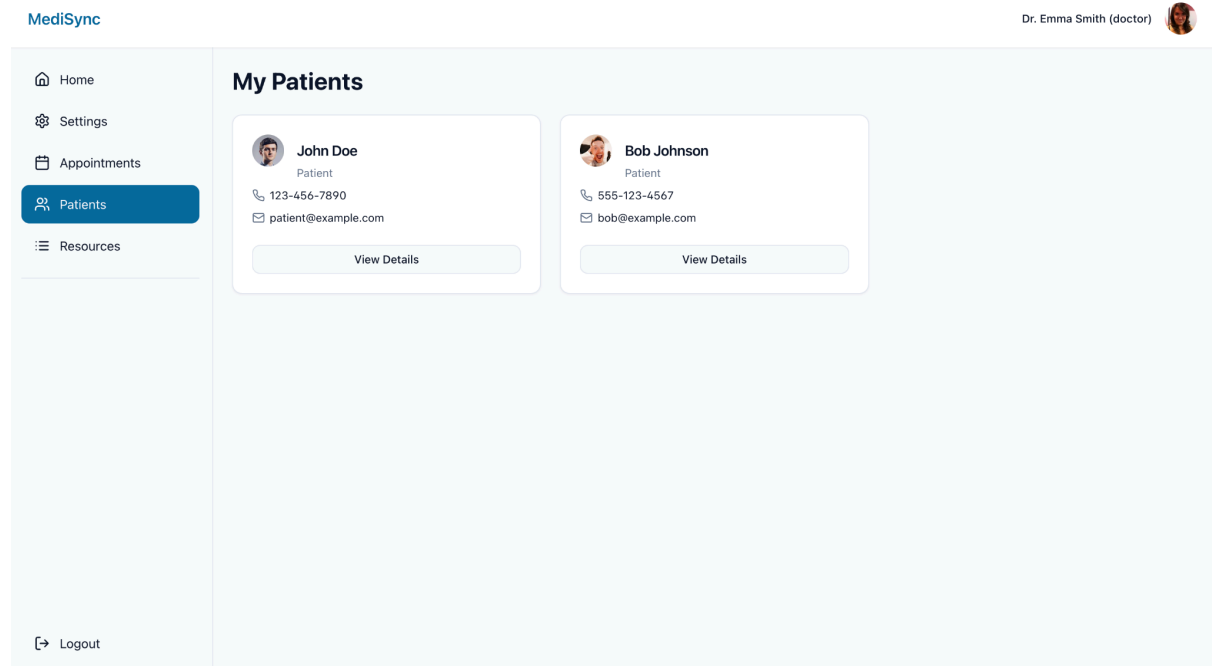 MediSync
Dr. Emma Smith (doctor)
Home
Settings
Appointments
Patients
Resources
Logout
My Patients
John Doe
Patient
123-456-7890
patient@example.com
View Details
Bob Johnson
Patient
555-123-4567
bob@example.com
View Details